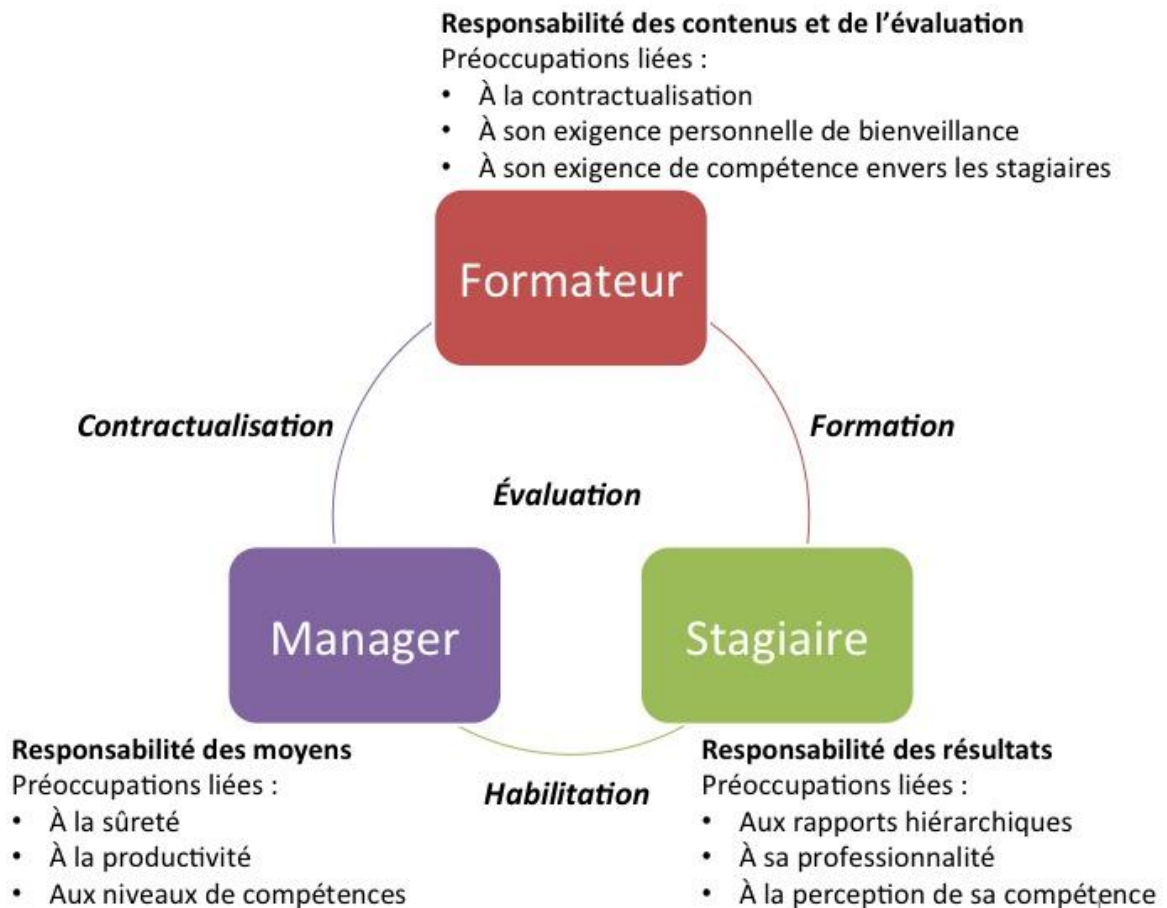 Responsabilité des contenus et de l'évaluation
Préoccupations liées :
• À la contractualisation
• À son exigence personnelle de bienveillance
• À son exigence de compétence envers les stagiaires
Formateur
Contractualisation
Formation
Évaluation
Manager
Stagiaire
Habilitation
Responsabilité des moyens
Préoccupations liées :
• À la sûreté
• À la productivité
• Aux niveaux de compétences
Responsabilité des résultats
Préoccupations liées :
• Aux rapports hiérarchiques
• À sa professionnalité
• À la perception de sa compétence